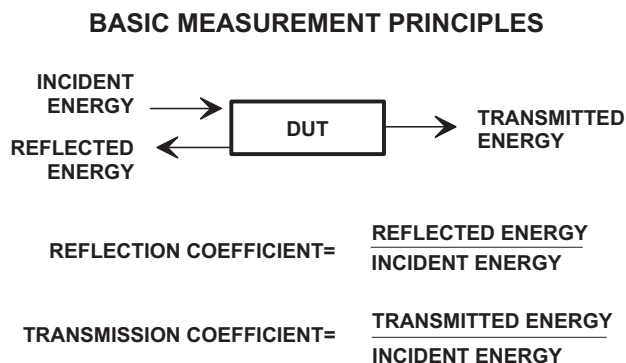 BASIC MEASUREMENT PRINCIPLES
INCIDENT
ENERGY
REFLECTED
ENERGY
DUT
TRANSMITTED
ENERGY
REFLECTION COEFFICIENT=
REFLECTED ENERGY
INCIDENT ENERGY
TRANSMISSION COEFFICIENT=
TRANSMITTED ENERGY
INCIDENT ENERGY